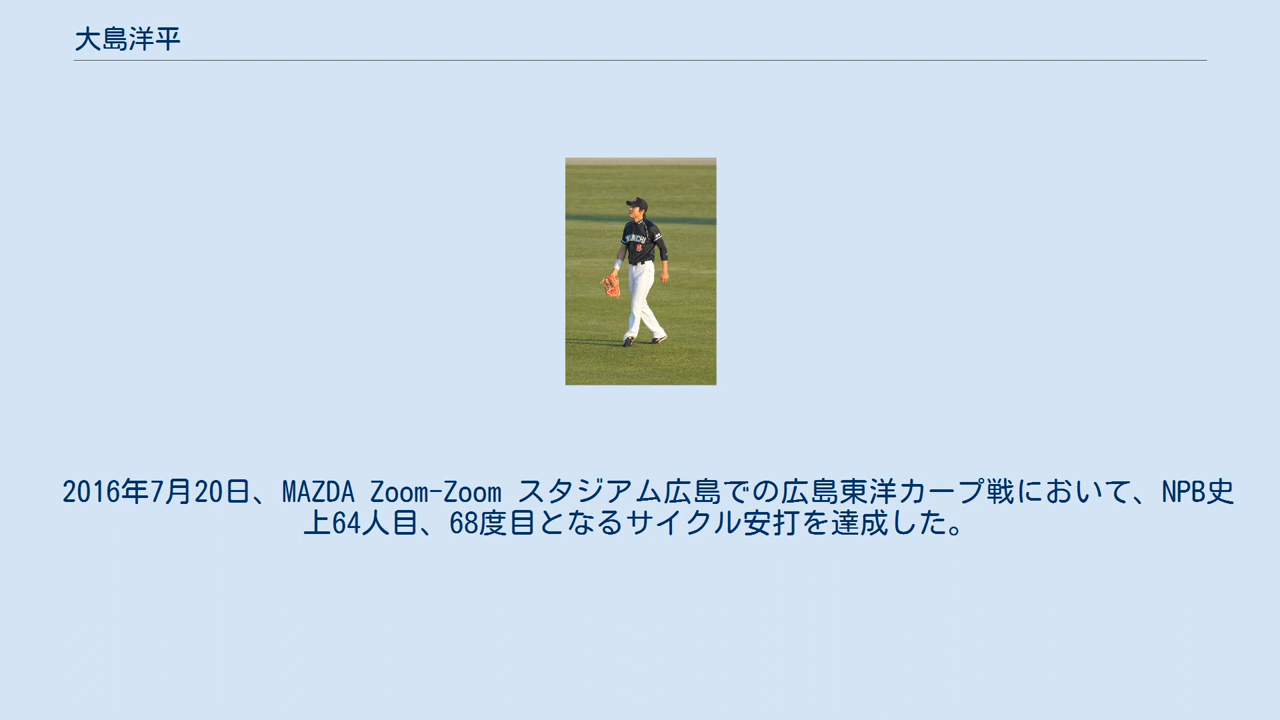 大島洋平
2016年7月20日、MAZDA Zoom-Zoom スタジアム広島での広島東洋カープ戦において、NPB史
上64人目、68度目となるサイクル安打を達成した。